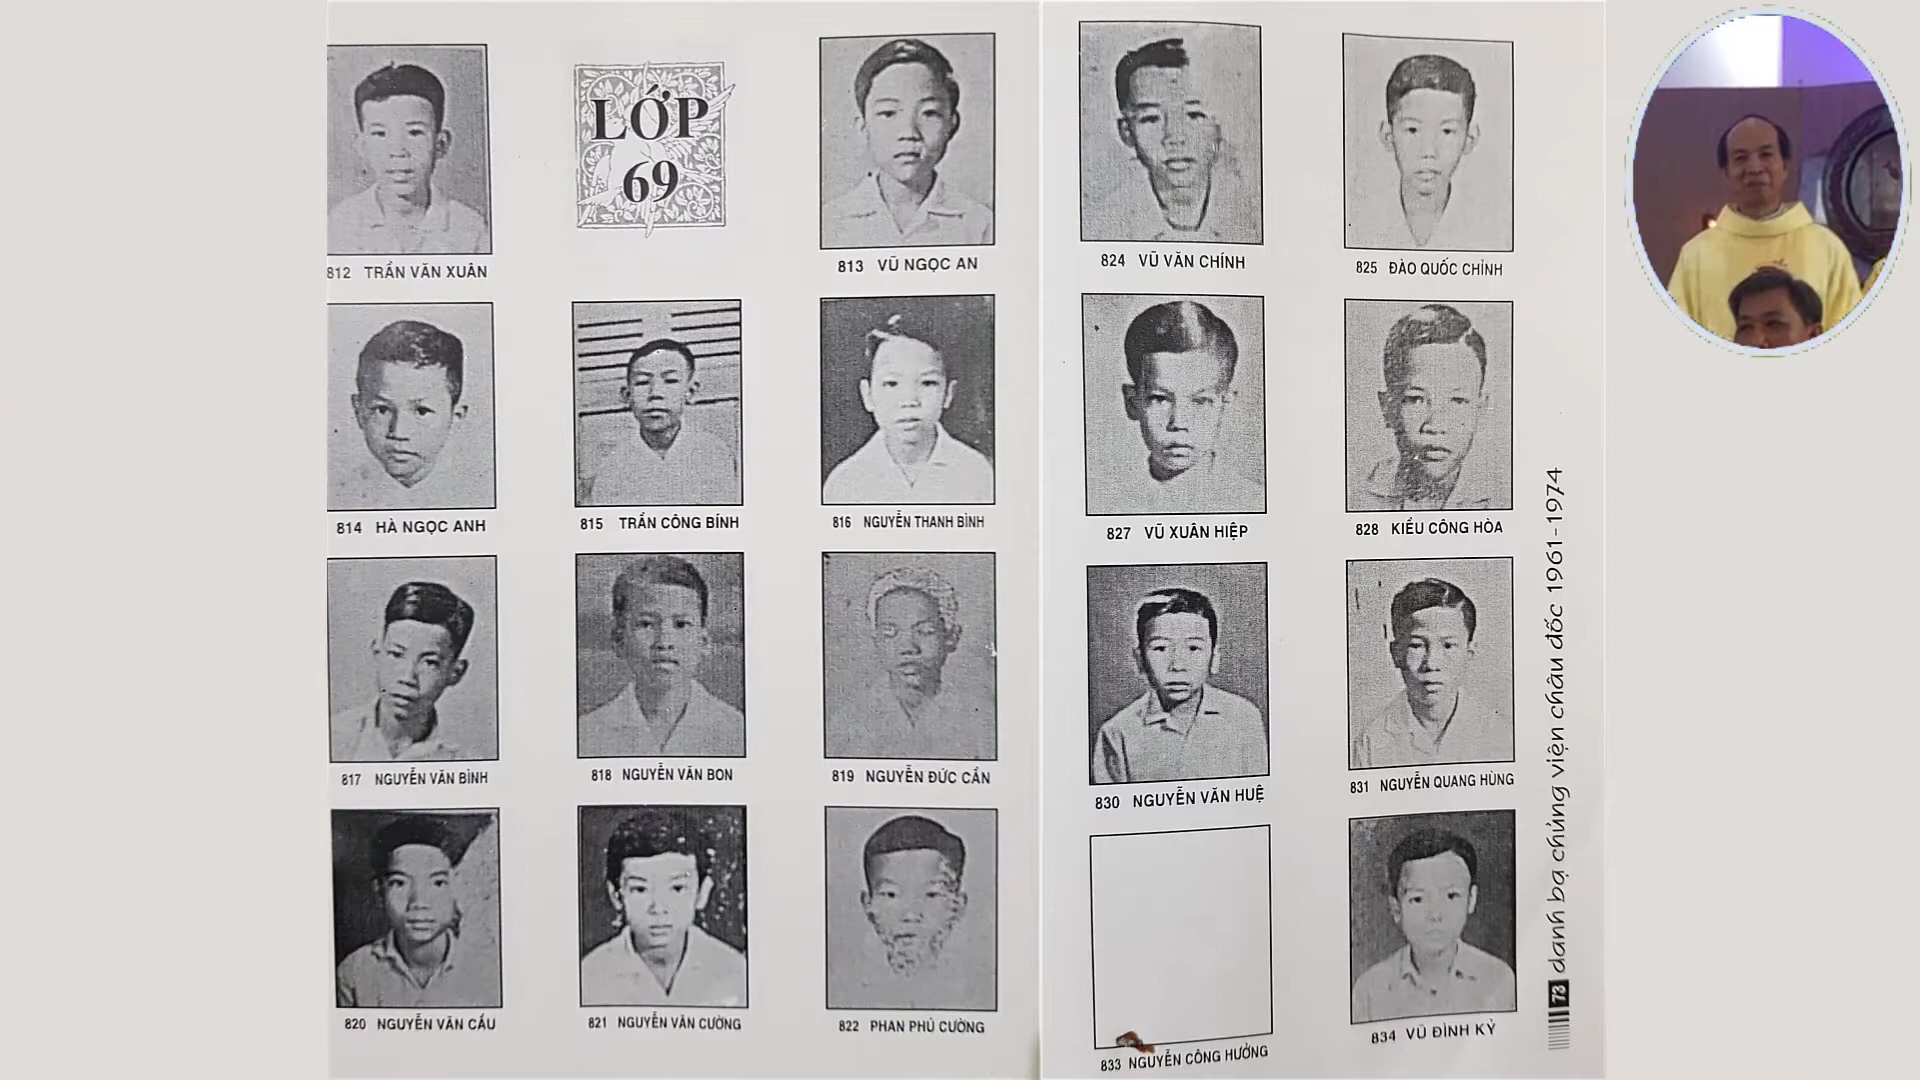 LỚP
69
812 TRẦN VĂN XUÂN
813 VŨ NGỌC AN
814 HÀ NGỌC ANH
815 TRẦN CÔNG BÍNH
816 NGUYỄN THANH BÌNH
817 NGUYỄN VĂN BÌNH
818 NGUYỄN VĂN BON
819 NGUYỄN ĐỨC CẦN
820 NGUYỄN VĂN CẦU
821 NGUYỄN VĂN CƯỜNG
822 PHAN PHÚ CƯỜNG
824 VŨ VĂN CHÍNH
825 ĐÀO QUỐC CHỈNH
827 VŨ XUÂN HIỆP
828 KIỀU CÔNG HÒA
830 NGUYỄN VĂN HUỆ
831 NGUYỄN QUANG HÙNG
833 NGUYỄN CÔNG HƯỞNG
834 VŨ ĐÌNH KỶ
73 danh bạ chủng viện châu đốc 1961-1974